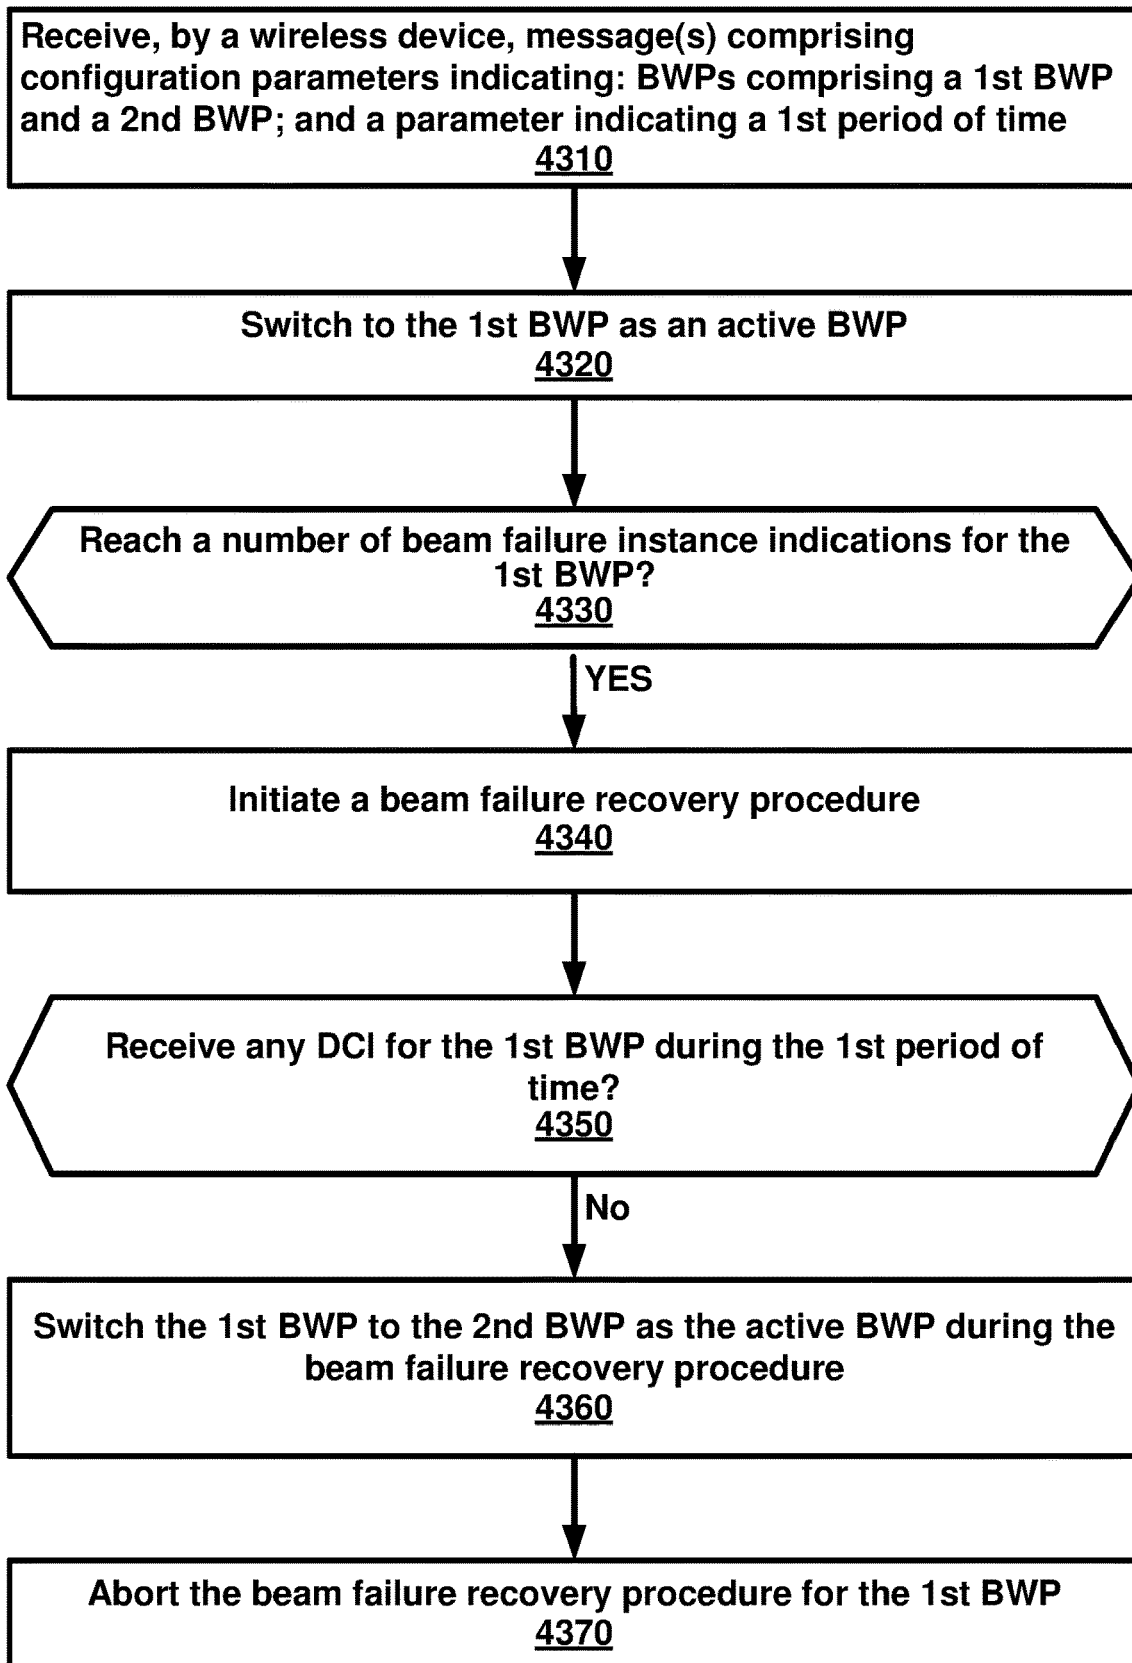 Receive, by a wireless device, message(s) comprising
configuration parameters indicating: BWPs comprising a 1st BWP
and a 2nd BWP; and a parameter indicating a 1st period of time
4310
Switch to the 1st BWP as an active BWP
4320
Reach a number of beam failure instance indications for the
1st BWP?
4330
YES
Initiate a beam failure recovery procedure
4340
Receive any DCI for the 1st BWP during the 1st period of
time?
4350
No
Switch the 1st BWP to the 2nd BWP as the active BWP during the
beam failure recovery procedure
4360
Abort the beam failure recovery procedure for the 1st BWP
4370